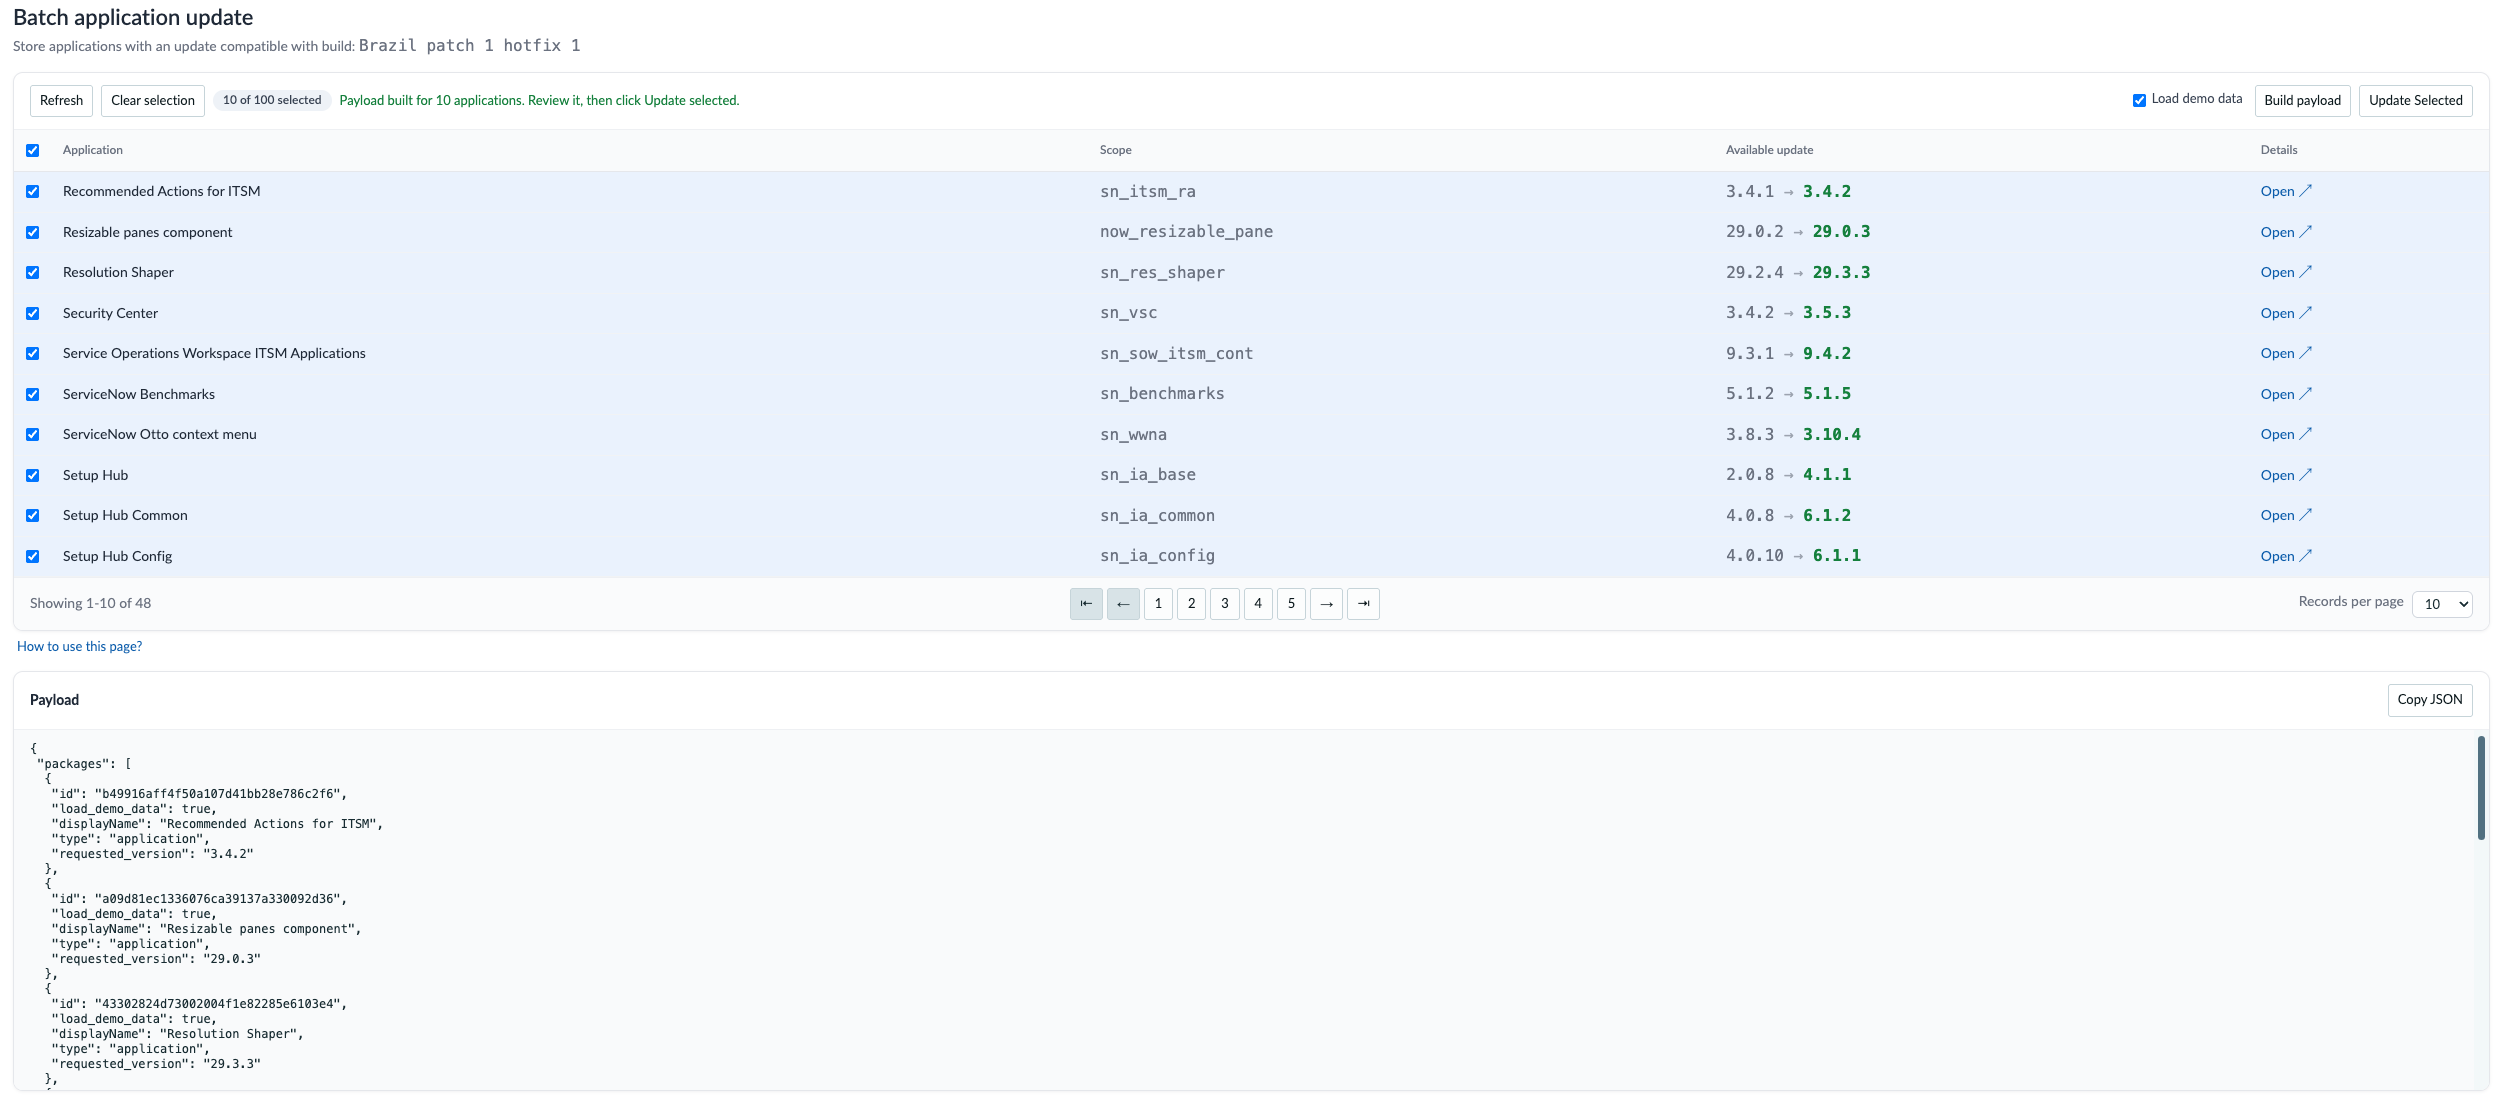 Batch application update
Store applications with an update compatible with build: Brazil patch 1 hotfix 1
Refresh Clear selection 10 of 100 selected Payload built for 10 applications. Review it, then click Update selected. Load demo data Build payload Update Selected
Application Scope Available update Details
Recommended Actions for ITSM sn_itsm_ra 3.4.1 → 3.4.2 Open ↗
Resizable panes component now_resizable_pane 29.0.2 → 29.0.3 Open ↗
Resolution Shaper sn_res_shaper 29.2.4 → 29.3.3 Open ↗
Security Center sn_vsc 3.4.2 → 3.5.3 Open ↗
Service Operations Workspace ITSM Applications sn_sow_itsm_cont 9.3.1 → 9.4.2 Open ↗
ServiceNow Benchmarks sn_benchmarks 5.1.2 → 5.1.5 Open ↗
ServiceNow Otto context menu sn_wwna 3.8.3 → 3.10.4 Open ↗
Setup Hub sn_ia_base 2.0.8 → 4.1.1 Open ↗
Setup Hub Common sn_ia_common 4.0.8 → 6.1.2 Open ↗
Setup Hub Config sn_ia_config 4.0.10 → 6.1.1 Open ↗
Showing 1-10 of 48 ⇤ ← 1 2 3 4 5 → ⇥ Records per page 10
How to use this page?
Payload Copy JSON
{
"packages": [
{
"id": "b49916aff4f50a107d41bb28e786c2f6",
"load_demo_data": true,
"displayName": "Recommended Actions for ITSM",
"type": "application",
"requested_version": "3.4.2"
},
{
"id": "a09d81ec1336076ca39137a330092d36",
"load_demo_data": true,
"displayName": "Resizable panes component",
"type": "application",
"requested_version": "29.0.3"
},
{
"id": "43302824d73002004f1e82285e6103e4",
"load_demo_data": true,
"displayName": "Resolution Shaper",
"type": "application",
"requested_version": "29.3.3"
},